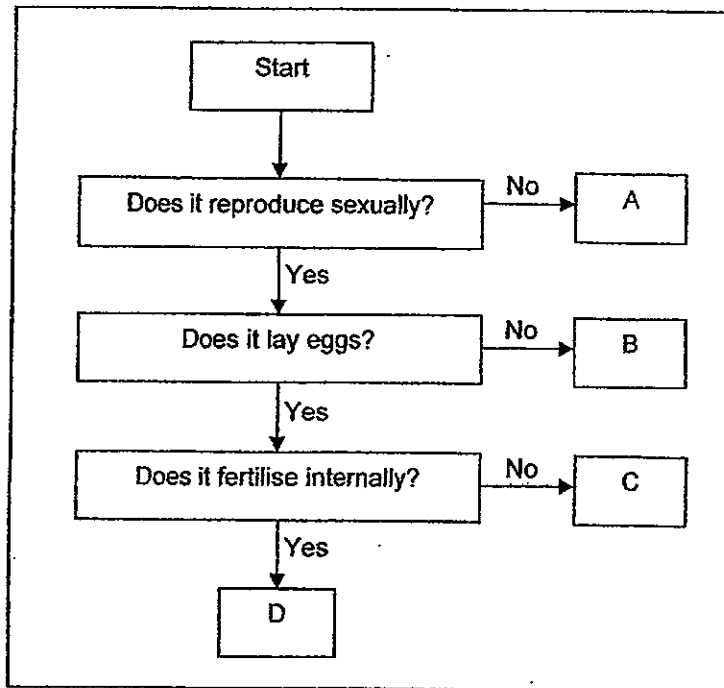 Start
Does it reproduce sexually?
No
A
Yes
Does it lay eggs?
No
B
Yes
Does it fertilise internally?
No
C
Yes
D